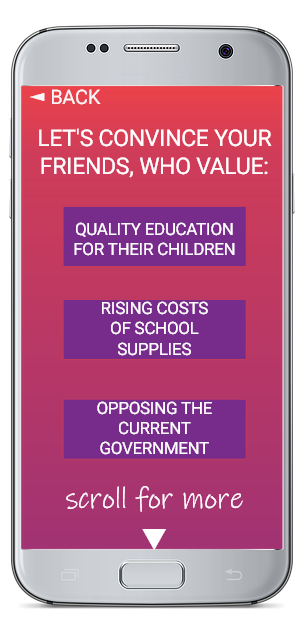 ◄ BACK
LET'S CONVINCE YOUR
FRIENDS, WHO VALUE:
QUALITY EDUCATION
FOR THEIR CHILDREN
RISING COSTS
OF SCHOOL
SUPPLIES
OPPOSING THE
CURRENT
GOVERNMENT
scroll for more